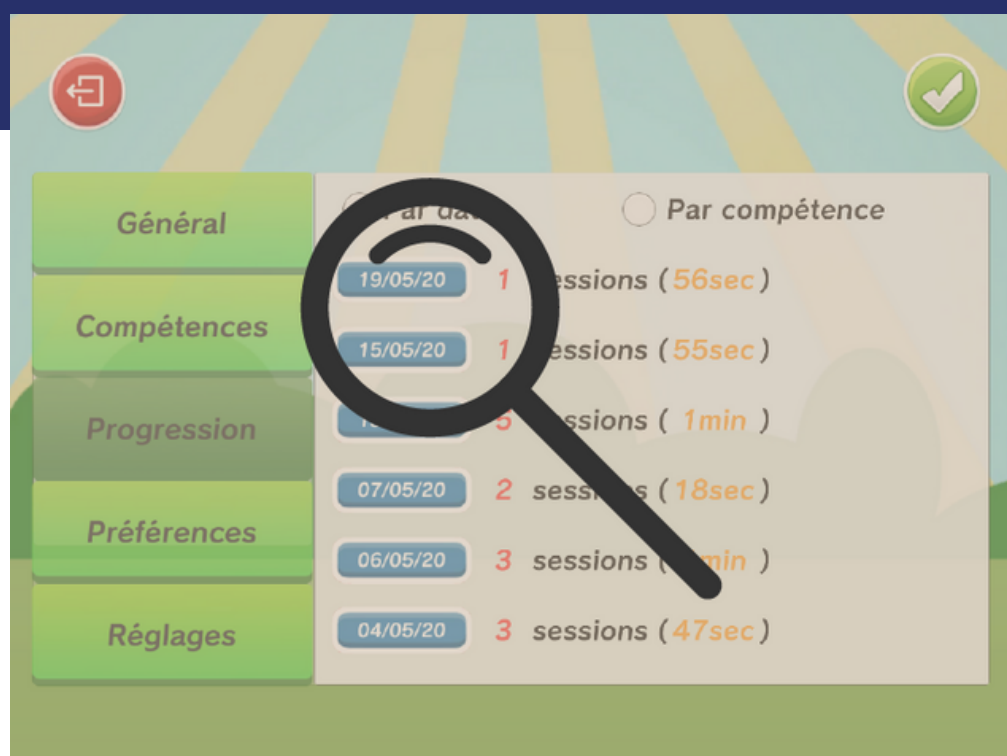 Général
Compétences
Progression
Préférences
Réglages
Par compétence
19/05/20 1 sessions (56sec)
15/05/20 1 sessions (55sec)
5 sessions ( 1min )
07/05/20 2 sessions (18sec)
06/05/20 3 sessions ( min )
04/05/20 3 sessions (47sec)